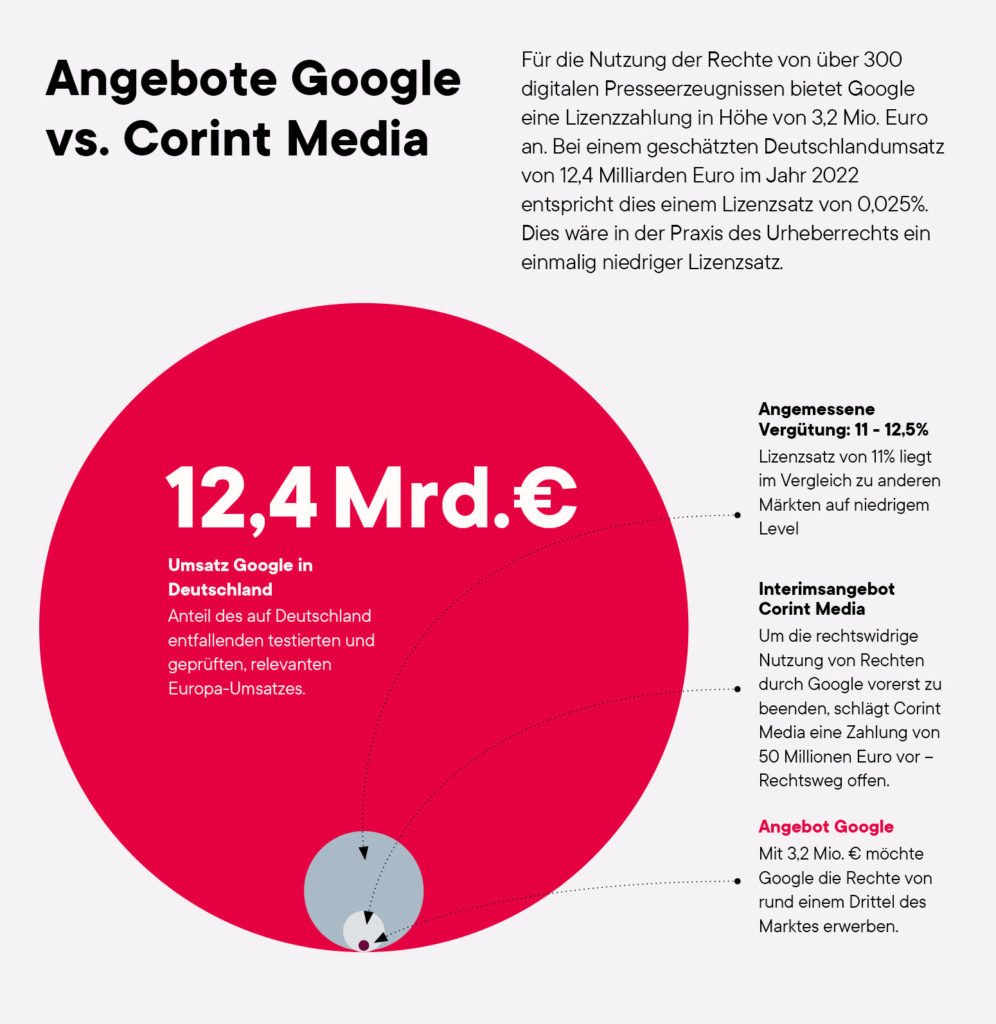 Angebote Google
vs. Corint Media
Für die Nutzung der Rechte von über 300
digitalen Presseerzeugnissen bietet Google
eine Lizenzzahlung in Höhe von 3,2 Mio. Euro
an. Bei einem geschätzten Deutschlandumsatz
von 12,4 Milliarden Euro im Jahr 2022
entspricht dies einem Lizenzsatz von 0,025%.
Dies wäre in der Praxis des Urheberrechts ein
einmalig niedriger Lizenzsatz.
12,4 Mrd.€
Umsatz Google in
Deutschland
Anteil des auf Deutschland
entfallenden testierten und
geprüften, relevanten
Europa-Umsatzes.
Angemessene
Vergütung: 11 - 12,5%
Lizenzsatz von 11% liegt
im Vergleich zu anderen
Märkten auf niedrigem
Level
Interimsangebot
Corint Media
Um die rechtswidrige
Nutzung von Rechten
durch Google vorerst zu
beenden, schlägt Corint
Media eine Zahlung von
50 Millionen Euro vor –
Rechtsweg offen.
Angebot Google
Mit 3,2 Mio. € möchte
Google die Rechte von
rund einem Drittel des
Marktes erwerben.